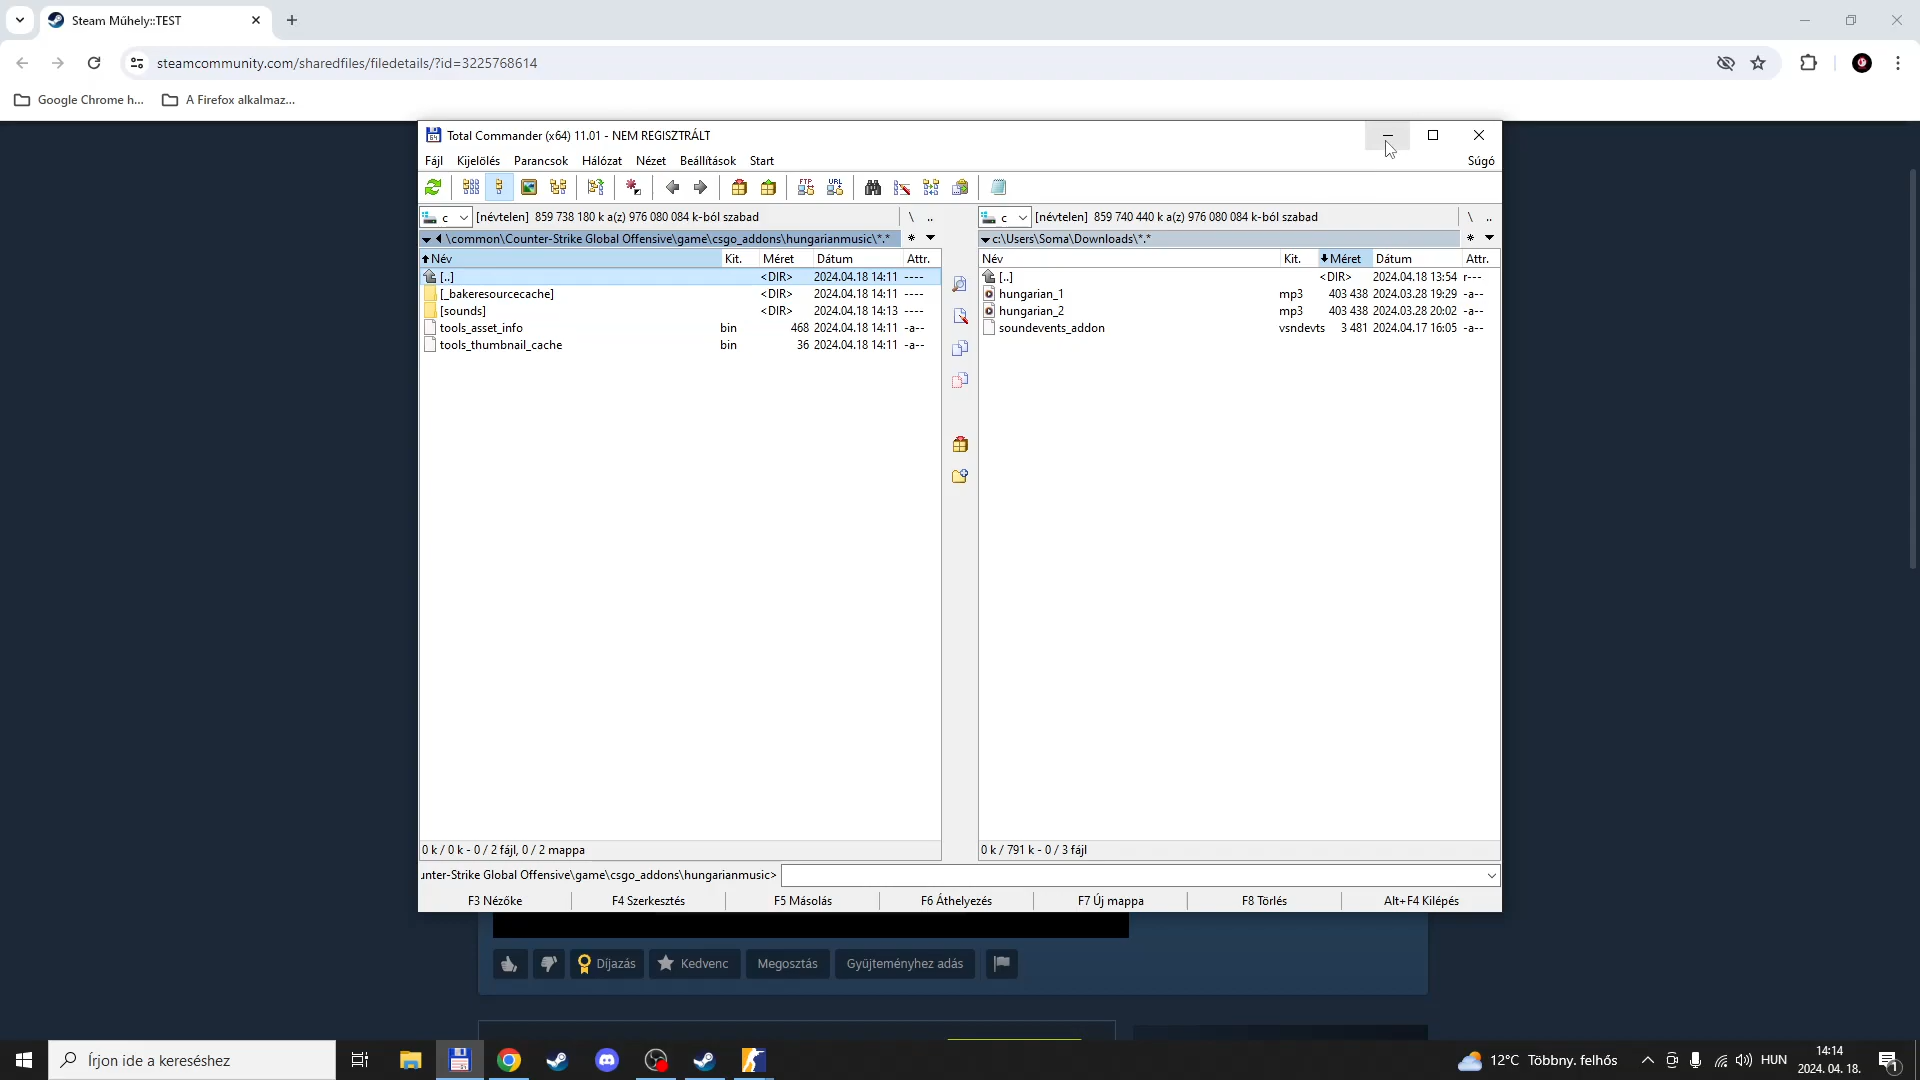 Steam Műhely::TEST
steamcommunity.com/sharedfiles/filedetails/?id=3225768614
Google Chrome h...
A Firefox alkalmaz...
Total Commander (x64) 11.01 - NEM REGISZTRÁLT
Fájl Kijelölés Parancsok Hálózat Nézet Beállítások Start Súgó
FTP URL
c [névtelen] 859 738 180 k a(z) 976 080 084 k-ból szabad \ ..
c [névtelen] 859 740 440 k a(z) 976 080 084 k-ból szabad \ ..
\common\Counter-Strike Global Offensive\game\csgo_addons\hungarianmusic\*.* *
c:\Users\Soma\Downloads\*.* *
Név Kit. Méret Dátum Attr.
[..] <DIR> 2024.04.18 14:11 ----
[_bakeresourcecache] <DIR> 2024.04.18 14:11 ----
[sounds] <DIR> 2024.04.18 14:13 ----
tools_asset_info bin 468 2024.04.18 14:11 -a--
tools_thumbnail_cache bin 36 2024.04.18 14:11 -a--
Név Kit. Méret Dátum Attr.
[..] <DIR> 2024.04.18 13:54 r---
hungarian_1 mp3 403 438 2024.03.28 19:29 -a--
hungarian_2 mp3 403 438 2024.03.28 20:02 -a--
soundevents_addon vsndevts 3 481 2024.04.17 16:05 -a--
0 k / 0 k - 0 / 2 fájl, 0 / 2 mappa
0 k / 791 k - 0 / 3 fájl
unter-Strike Global Offensive\game\csgo_addons\hungarianmusic>
F3 Nézőke F4 Szerkesztés F5 Másolás F6 Áthelyezés F7 Új mappa F8 Törlés Alt+F4 Kilépés
Díjazás Kedvenc Megosztás Gyűjteményhez adás
Írjon ide a kereséshez
12°C Többny. felhős
HUN
14:14
2024. 04. 18.
1